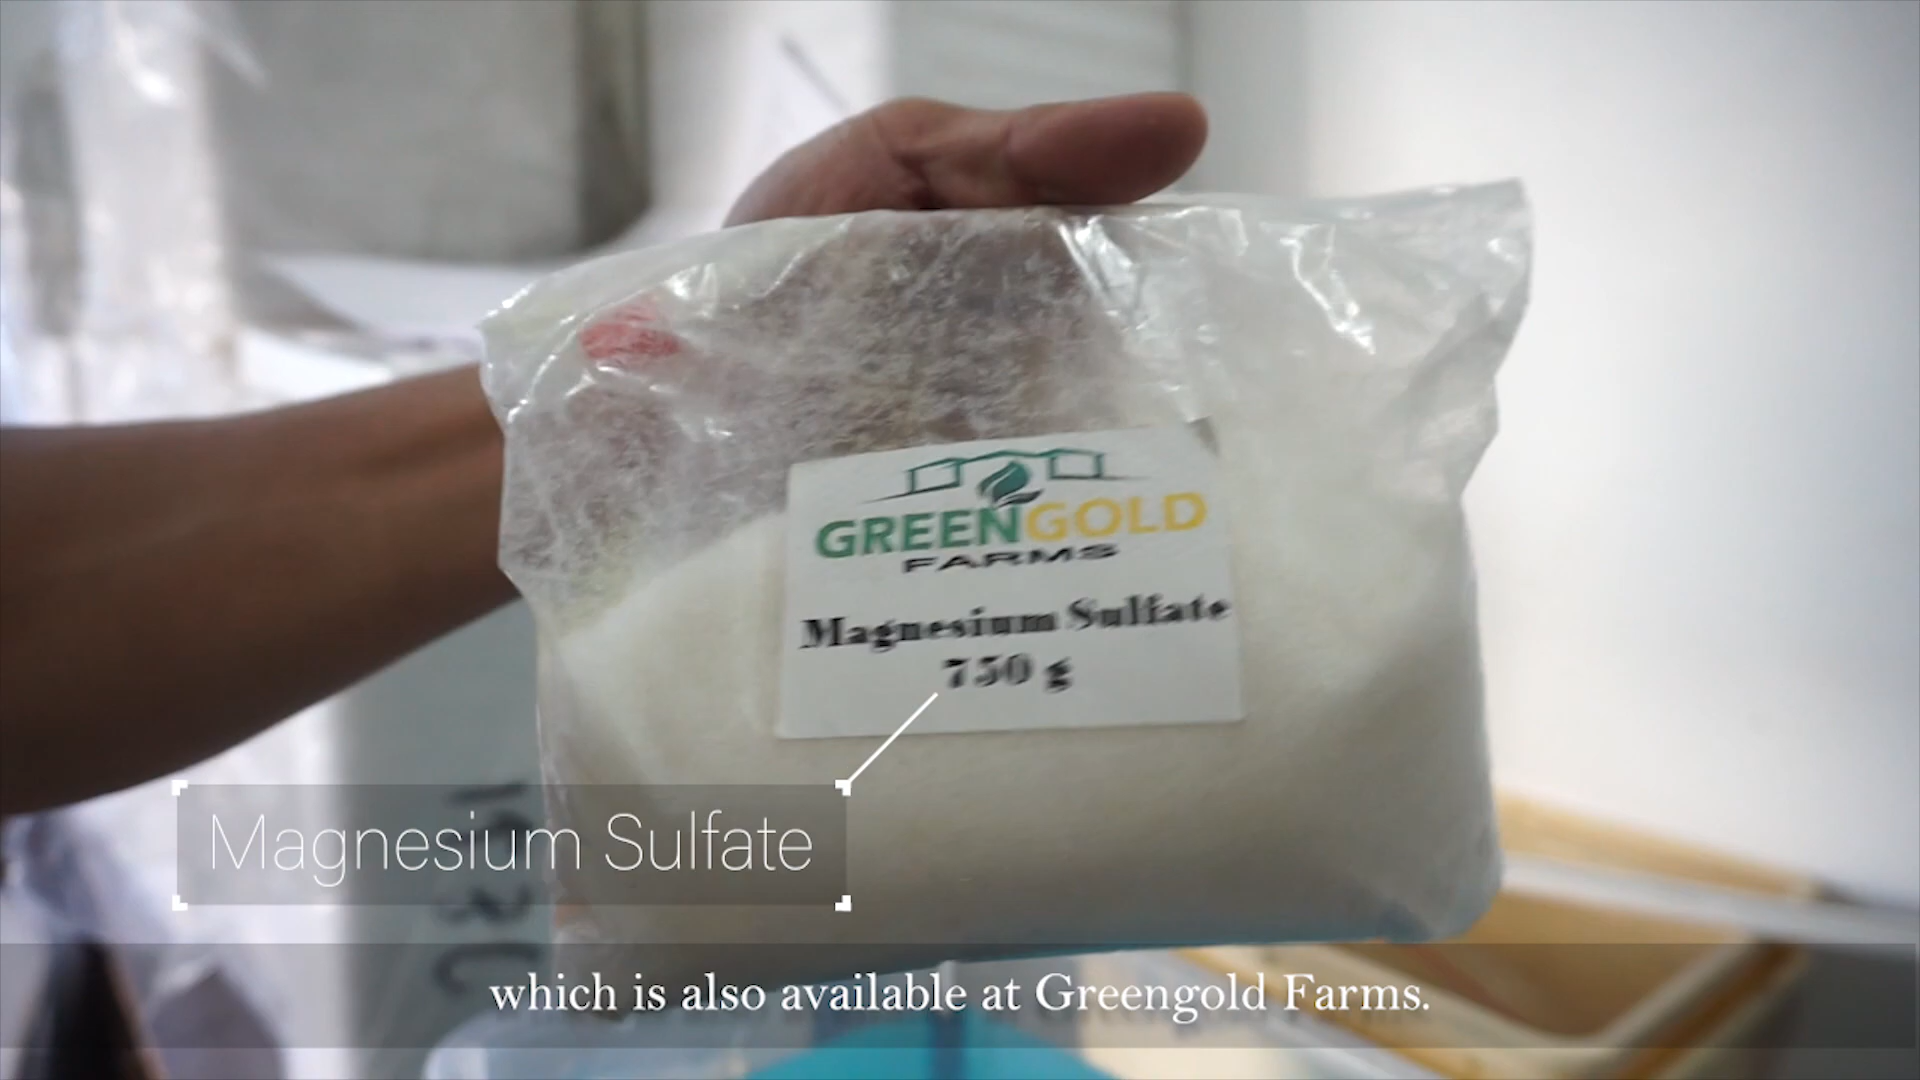 GREENGOLD
FARMS
Magnesium Sulfate
750 g
Magnesium Sulfate
which is also available at Greengold Farms.